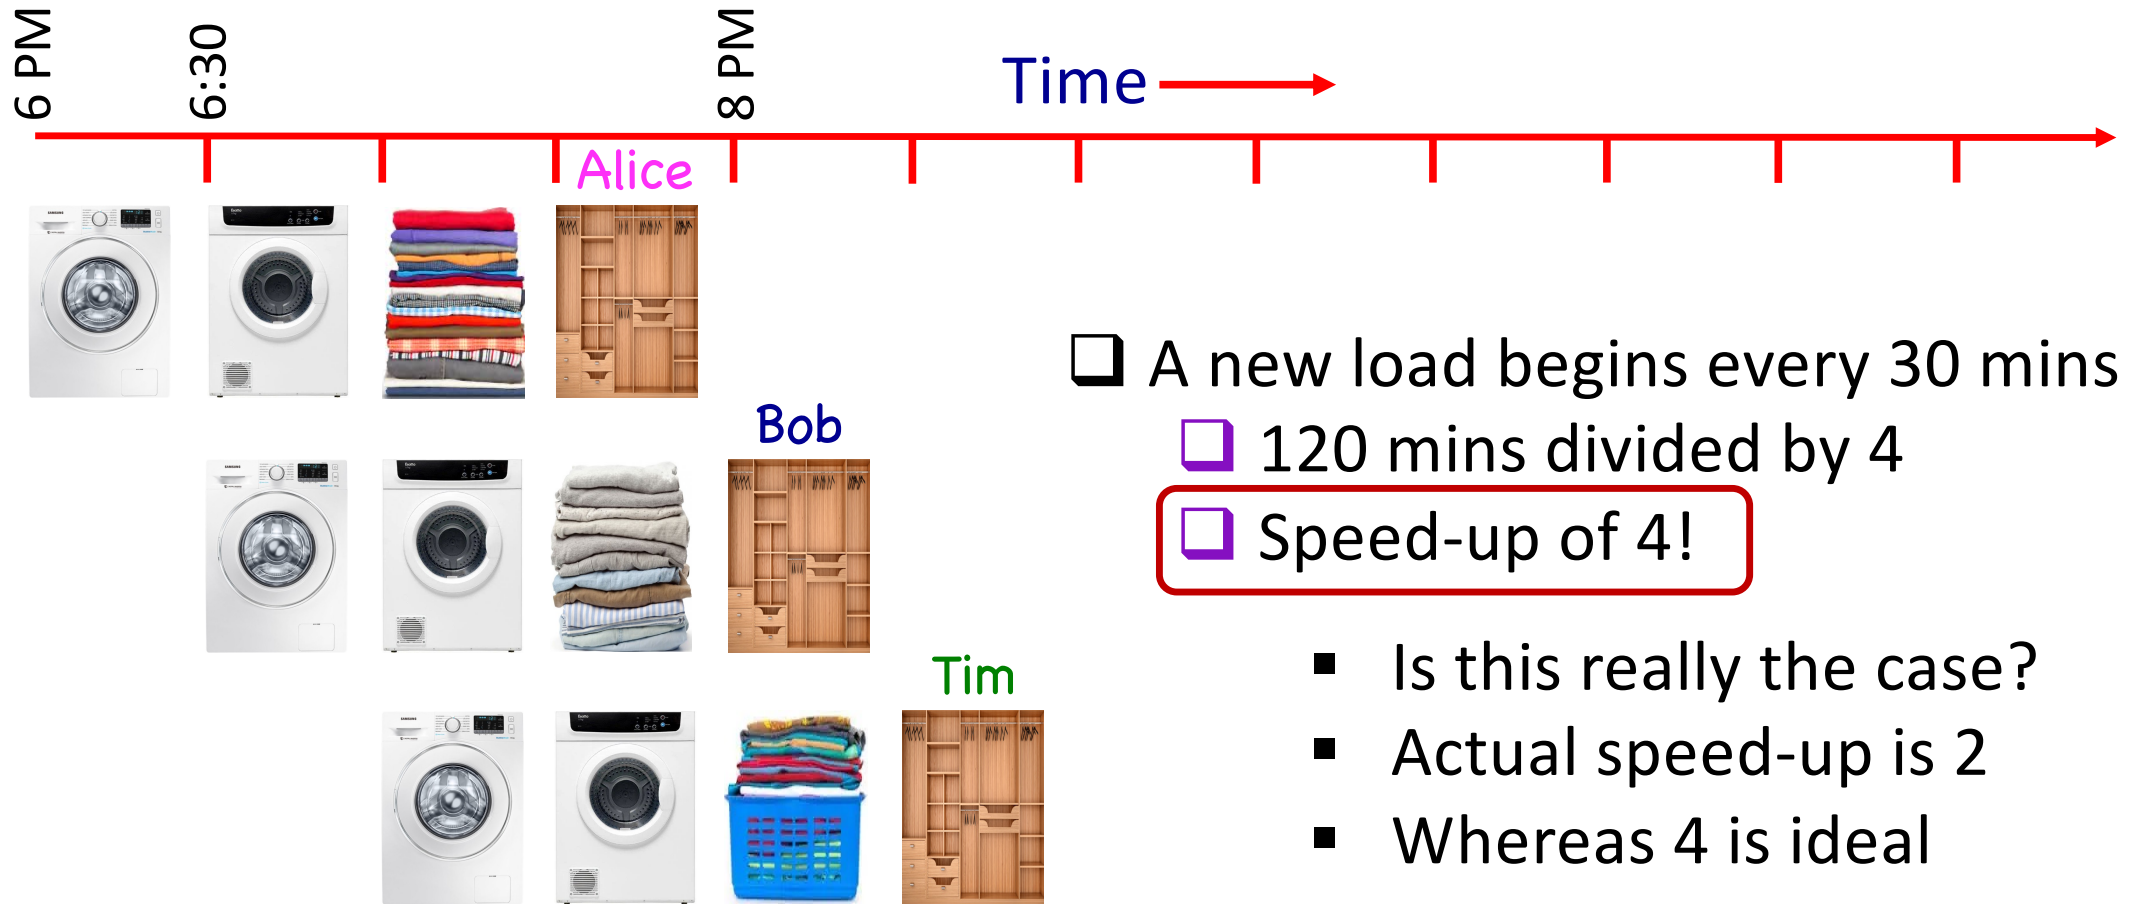 6 PM
6:30
8 PM
Time
Alice
Bob
Tim
A new load begins every 30 mins
120 mins divided by 4
Speed-up of 4!
Is this really the case?
Actual speed-up is 2
Whereas 4 is ideal